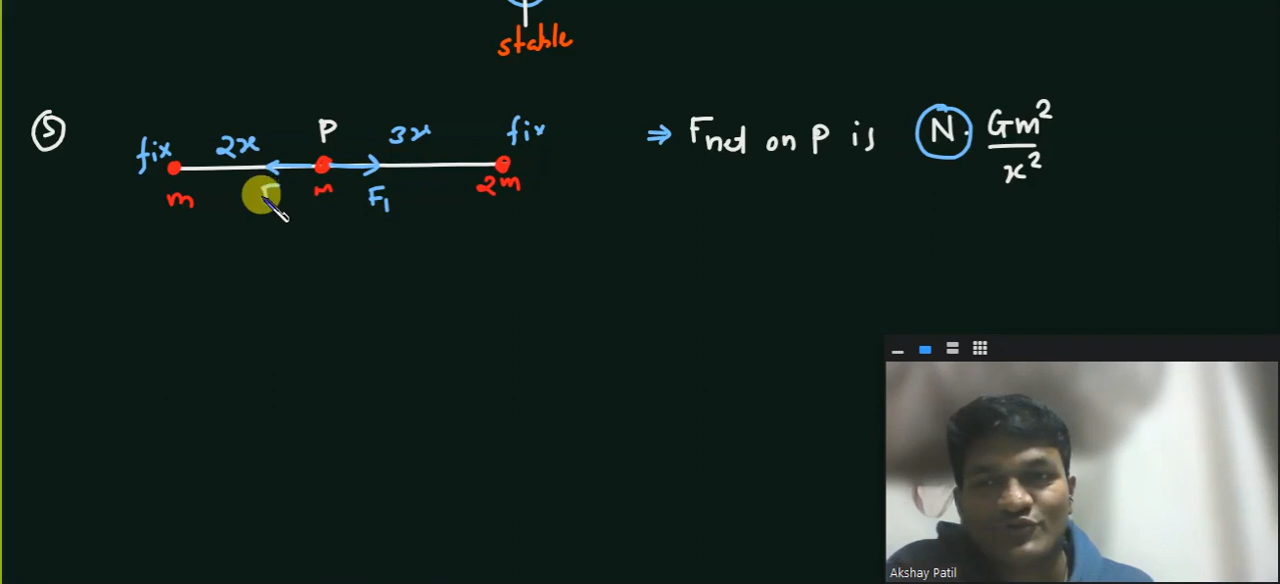 stable
⑤ fix 2x P 3x fix ⇒ Fnet on P is N · Gm²/x²
m m F₁ 2m
Akshay Patil